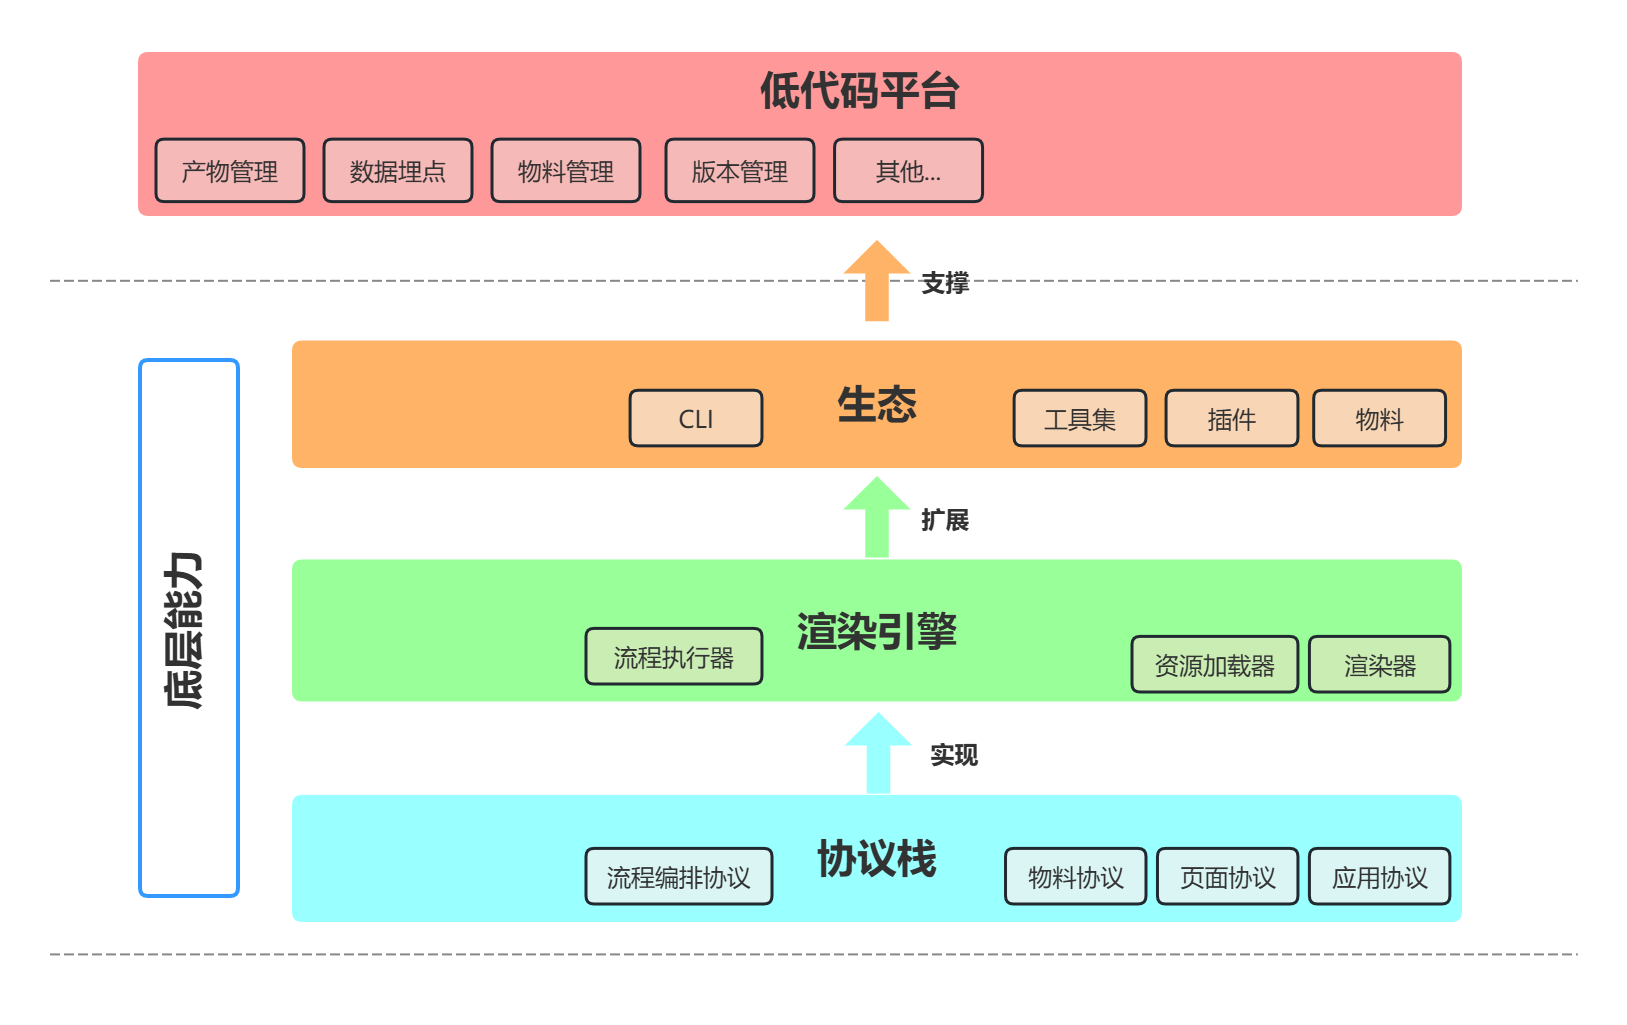 低代码平台
产物管理
数据埋点
物料管理
版本管理
其他...
支撑
底层能力
生态
CLI
工具集
插件
物料
扩展
渲染引擎
流程执行器
资源加载器
渲染器
实现
协议栈
流程编排协议
物料协议
页面协议
应用协议